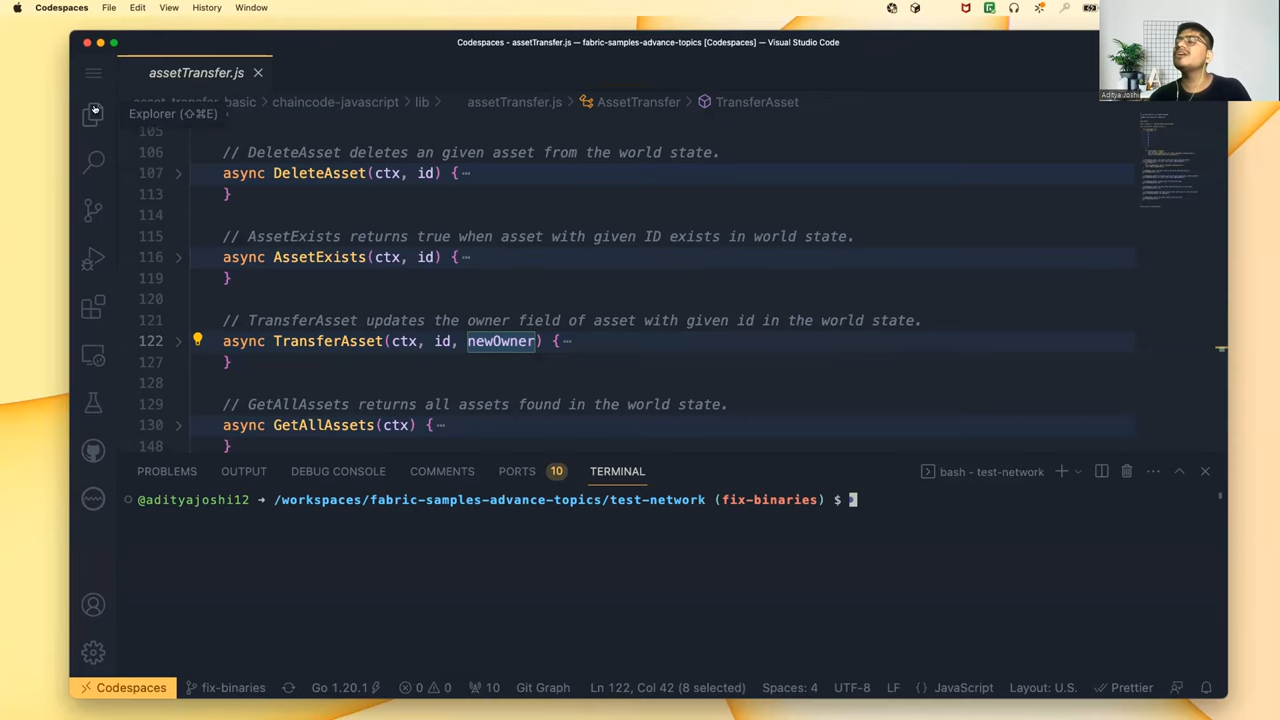 Codespaces File Edit View History Window
Codespaces - assetTransfer.js — fabric-samples-advance-topics [Codespaces] — Visual Studio Code
Aditya Joshi
assetTransfer.js
basic › chaincode-javascript › lib › assetTransfer.js › AssetTransfer › TransferAsset
Explorer (⇧⌘E)
105
106 // DeleteAsset deletes an given asset from the world state.
107 async DeleteAsset(ctx, id) {⋯
113 }
114
115 // AssetExists returns true when asset with given ID exists in world state.
116 async AssetExists(ctx, id) {⋯
119 }
120
121 // TransferAsset updates the owner field of asset with given id in the world state.
122 async TransferAsset(ctx, id, newOwner) {⋯
127 }
128
129 // GetAllAssets returns all assets found in the world state.
130 async GetAllAssets(ctx) {⋯
148 }
PROBLEMS OUTPUT DEBUG CONSOLE COMMENTS PORTS 10 TERMINAL bash - test-network
@adityajoshi12 → /workspaces/fabric-samples-advance-topics/test-network (fix-binaries) $
Codespaces fix-binaries Go 1.20.1 0 0 10 Git Graph Ln 122, Col 42 (8 selected) Spaces: 4 UTF-8 LF {} JavaScript Layout: U.S. Prettier